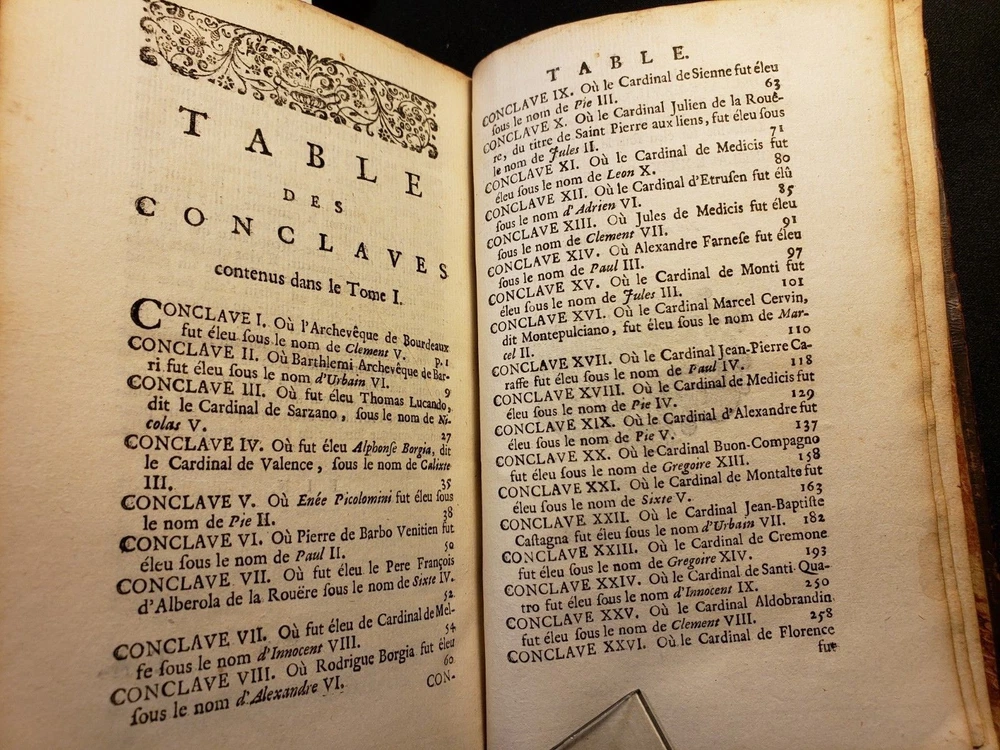 TABLE
DES
CONCLAVES
contenus dans le Tome I.
CONCLAVE I. Où l'Archevêque de Bourdeaux
fut éleu sous le nom de Clement V. p. 1
CONCLAVE II. Où Barthlemi Archevêque de Bar-
ri fut éleu sous le nom d'Urbain VI. 9
CONCLAVE III. Où fut éleu Thomas Lucando,
dit le Cardinal de Sarzano, sous le nom de Ni-
colas V. 27
CONCLAVE IV. Où fut éleu Alphonse Borgia, dit
le Cardinal de Valence, sous le nom de Calixte
III. 35
CONCLAVE V. Où Enée Picolomini fut éleu sous
le nom de Pie II. 38
CONCLAVE VI. Où Pierre de Barbo Venitien fut
éleu sous le nom de Paul II. 50
CONCLAVE VII. Où fut éleu le Pere François
d'Alberola de la Rouëre sous le nom de Sixte IV.
52
CONCLAVE VII. Où fut éleu de Cardinal de Mel-
fe sous le nom d'Innocent VIII. 54
CONCLAVE VIII. Où Rodrigue Borgia fut éleu
sous le nom d'Alexandre VI. 60
CON-
TABLE.
CONCLAVE IX. Où le Cardinal de Sienne fut éleu
sous le nom de Pie III. 63
CONCLAVE X. Où le Cardinal Julien de la Rouê-
re, du titre de Saint Pierre aux liens, fut éleu sous
le nom de Jules II. 71
CONCLAVE XI. Où le Cardinal de Medicis fut
éleu sous le nom de Leon X. 80
CONCLAVE XII. Où le Cardinal d'Etrusen fut élû
sous le nom d'Adrien VI. 85
CONCLAVE XIII. Où Jules de Medicis fut éleu
sous le nom de Clement VII. 91
CONCLAVE XIV. Où Alexandre Farnese fut éleu
sous le nom de Paul III. 97
CONCLAVE XV. Où le Cardinal de Monti fut
éleu sous le nom de Jules III. 101
CONCLAVE XVI. Où le Cardinal Marcel Cervin,
dit Montepulciano, fut éleu sous le nom de Mar-
cel II. 110
CONCLAVE XVII. Où le Cardinal Jean-Pierre Ca-
raffe fut éleu sous le nom de Paul IV. 118
CONCLAVE XVIII. Où le Cardinal de Medicis fut
éleu sous le nom de Pie IV. 129
CONCLAVE XIX. Où le Cardinal d'Alexandre fut
éleu sous le nom de Pie V. 137
CONCLAVE XX. Où le Cardinal Buon-Compagno
fut éleu sous le nom de Gregoire XIII. 158
CONCLAVE XXI. Où le Cardinal de Montalte fut
éleu sous le nom de Sixte V. 163
CONCLAVE XXII. Où le Cardinal Jean-Baptiste
Castagna fut éleu sous le nom d'Urbain VII. 182
CONCLAVE XXIII. Où le Cardinal de Cremone
fut éleu sous le nom de Gregoire XIV. 193
CONCLAVE XXIV. Où le Cardinal de Santi Qua-
tro fut éleu sous le nom d'Innocent IX. 250
CONCLAVE XXV. Où le Cardinal Aldobrandin
fut éleu sous le nom de Clement VIII. 258
CONCLAVE XXVI. Où le Cardinal de Florence
fut